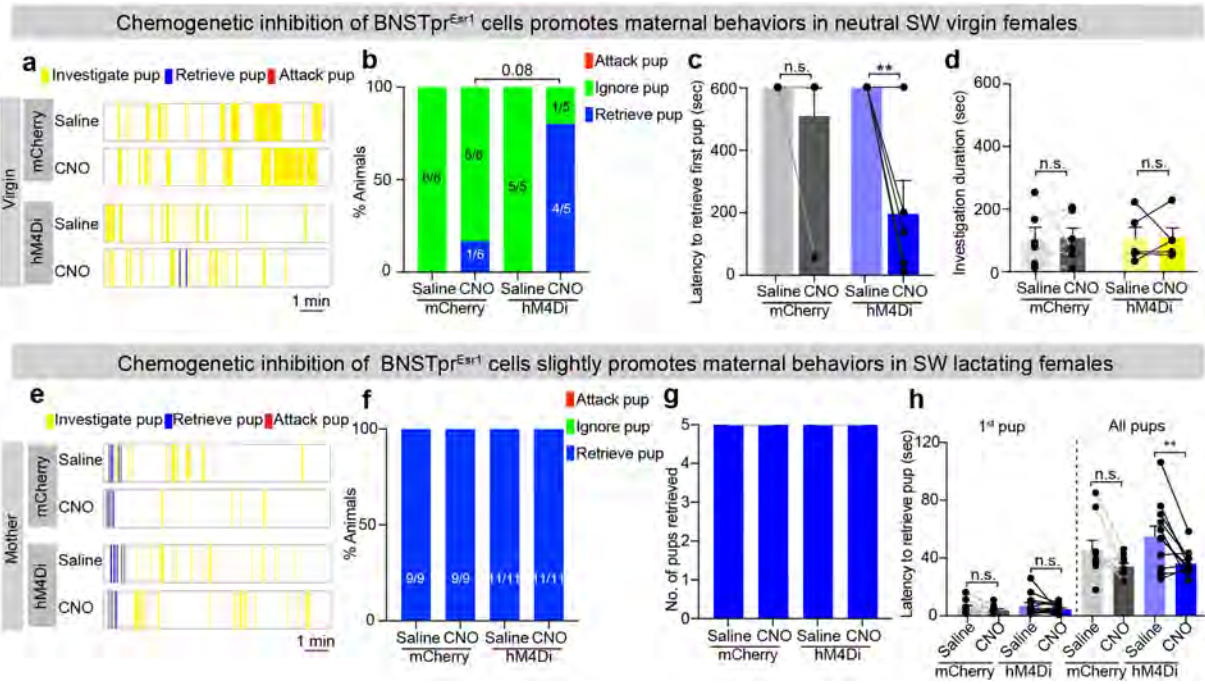 Chemogenetic inhibition of BNSTprEsr1 cells promotes maternal behaviors in neutral SW virgin females
a
Investigate pup Retrieve pup Attack pup
Virgin
mCherry
Saline
CNO
hM4Di
Saline
CNO
1 min
b
Attack pup
Ignore pup
Retrieve pup
0.08
% Animals
100
50
0
6/6
5/6
1/6
5/5
1/5
4/5
Saline CNO Saline CNO
mCherry hM4Di
c
Latency to retrieve first pup (sec)
600
400
200
0
n.s.
**
Saline CNO Saline CNO
mCherry hM4Di
d
Investigation duration (sec)
600
400
200
0
n.s.
n.s.
Saline CNO Saline CNO
mCherry hM4Di
Chemogenetic inhibition of BNSTprEsr1 cells slightly promotes maternal behaviors in SW lactating females
e
Investigate pup Retrieve pup Attack pup
Mother
mCherry
Saline
CNO
hM4Di
Saline
CNO
1 min
f
Attack pup
Ignore pup
Retrieve pup
% Animals
100
50
0
9/9
9/9
11/11
11/11
Saline CNO Saline CNO
mCherry hM4Di
g
No. of pups retrieved
5
4
3
2
1
0
Saline CNO Saline CNO
mCherry hM4Di
h
1st pup
All pups
Latency to retrieve pup (sec)
120
80
40
0
n.s.
n.s.
n.s.
**
Saline CNO Saline CNO Saline CNO Saline CNO
mCherry hM4Di mCherry hM4Di